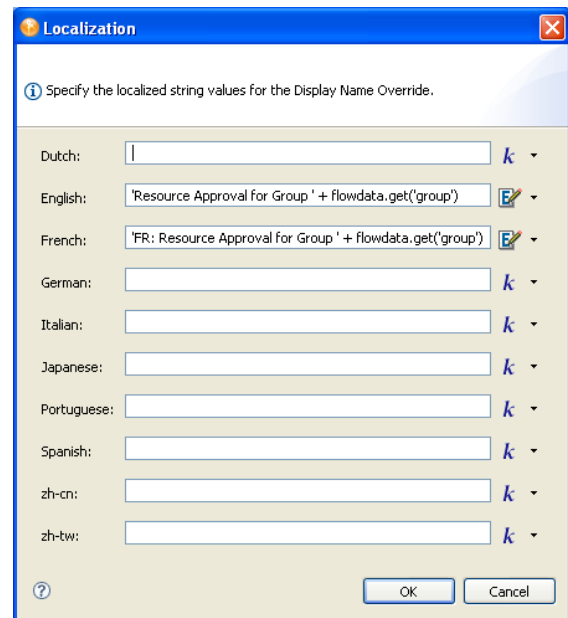 Localization
Specify the localized string values for the Display Name Override.
Dutch: k
English: 'Resource Approval for Group ' + flowdata.get('group') E
French: 'FR: Resource Approval for Group ' + flowdata.get('group') E
German: k
Italian: k
Japanese: k
Portuguese: k
Spanish: k
zh-cn: k
zh-tw: k
? OK Cancel